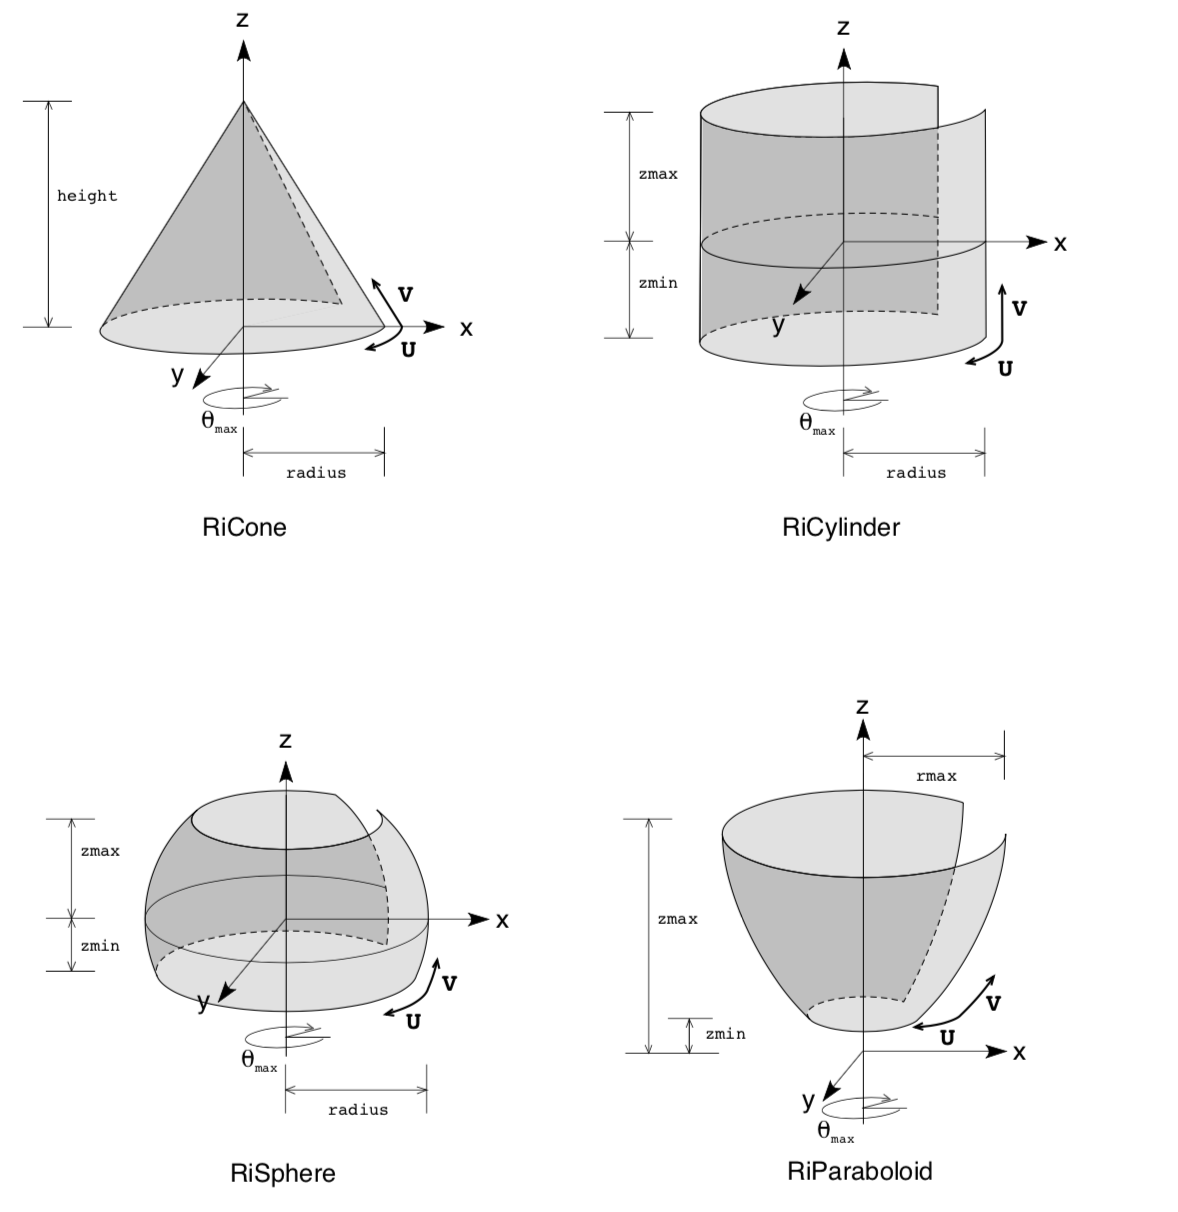 z
height
V
x
U
y
θmax
radius
RiCone
z
zmax
x
zmin
V
y
U
θmax
radius
RiCylinder
z
zmax
x
zmin
V
y
U
θmax
radius
RiSphere
z
rmax
zmax
V
zmin
U
x
y
θmax
RiParaboloid